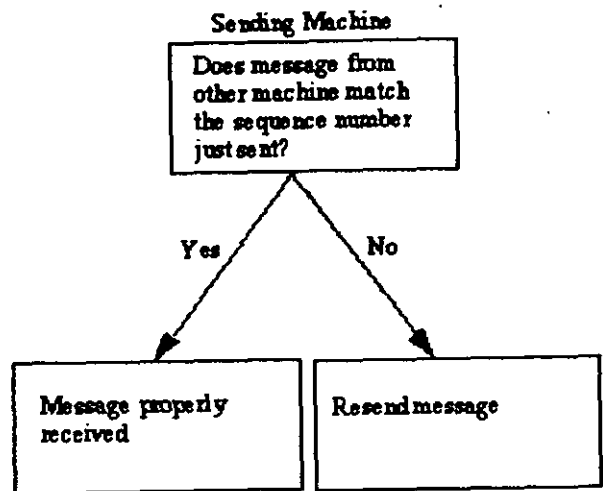 Sending Machine
Does message from
other machine match
the sequence number
just sent?
Yes
No
Message properly
received
Resend message